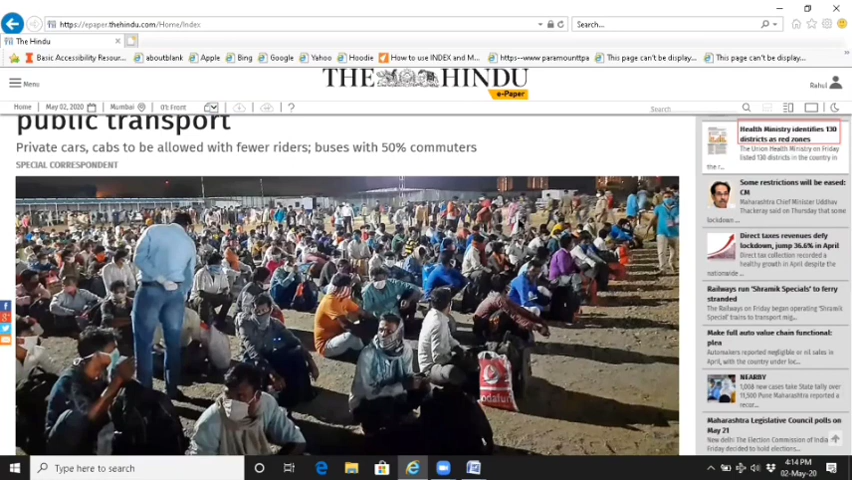 https://epaper.thehindu.com/Home/Index
Search...
The Hindu
Basic Accessibility Resour...
aboutblank
Apple
Bing
Google
Yahoo
Hoodie
How to use INDEX and M...
https--www paramounttpa
This page can't be display...
This page can't be display...
Menu
THE HINDU
e-Paper
Rahul
Home
May 02, 2020
Mumbai
01: Front
?
Search
public transport
Private cars, cabs to be allowed with fewer riders; buses with 50% commuters
SPECIAL CORRESPONDENT
Health Ministry identifies 130
districts as red zones
The Union Health Ministry on Friday
listed 130 districts in the country in
the r...
Some restrictions will be eased:
CM
Maharashtra Chief Minister Uddhav
Thackeray said on Thursday that some
lockdown ...
Direct taxes revenues defy
lockdown, jump 36.6% in April
Direct tax collection recorded a
healthy growth in April despite the
nationwide ...
Railways run 'Shramik Specials' to ferry
stranded
The Railways on Friday began operating 'Shramik
Special' trains to transport mig...
Make full auto value chain functional:
plea
Automakers reported negligible or nil sales in
April, with the country under loc...
NEARBY
1,008 new cases take State tally over
11,500 Pune Maharashtra reported a
recor...
Maharashtra Legislative Council polls on
May 21
New delhi The Election Commission of India
Friday decided to hold elections...
Type here to search
4:14 PM
02-May-20